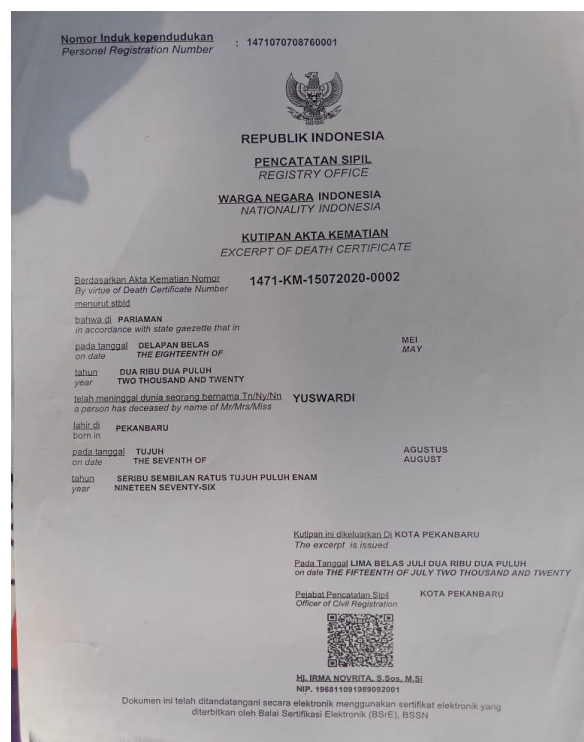 Nomor Induk kependudukan : 1471070708760001
Personel Registration Number
REPUBLIK INDONESIA
PENCATATAN SIPIL
REGISTRY OFFICE
WARGA NEGARA INDONESIA
NATIONALITY INDONESIA
KUTIPAN AKTA KEMATIAN
EXCERPT OF DEATH CERTIFICATE
Berdasarkan Akta Kematian Nomor 1471-KM-15072020-0002
By virtue of Death Certificate Number
menurut stbld
bahwa di PARIAMAN
in accordance with state gaezette that in
pada tanggal DELAPAN BELAS MEI
on date THE EIGHTEENTH OF MAY
tahun DUA RIBU DUA PULUH
year TWO THOUSAND AND TWENTY
telah meninggal dunia seorang bernama Tn/Ny/Nn YUSWARDI
a person has deceased by name of Mr/Mrs/Miss
lahir di PEKANBARU
born in
pada tanggal TUJUH AGUSTUS
on date THE SEVENTH OF AUGUST
tahun SERIBU SEMBILAN RATUS TUJUH PULUH ENAM
year NINETEEN SEVENTY-SIX
Kutipan ini dikeluarkan Di KOTA PEKANBARU
The excerpt is issued
Pada Tanggal LIMA BELAS JULI DUA RIBU DUA PULUH
on date THE FIFTEENTH OF JULY TWO THOUSAND AND TWENTY
Pejabat Pencatatan Sipil KOTA PEKANBARU
Officer of Civil Registration
HJ. IRMA NOVRITA, S.Sos, M.Si
NIP. 196811091989092001
Dokumen ini telah ditandatangani secara elektronik menggunakan sertifikat elektronik yang
diterbitkan oleh Balai Sertifikasi Elektronik (BSrE), BSSN